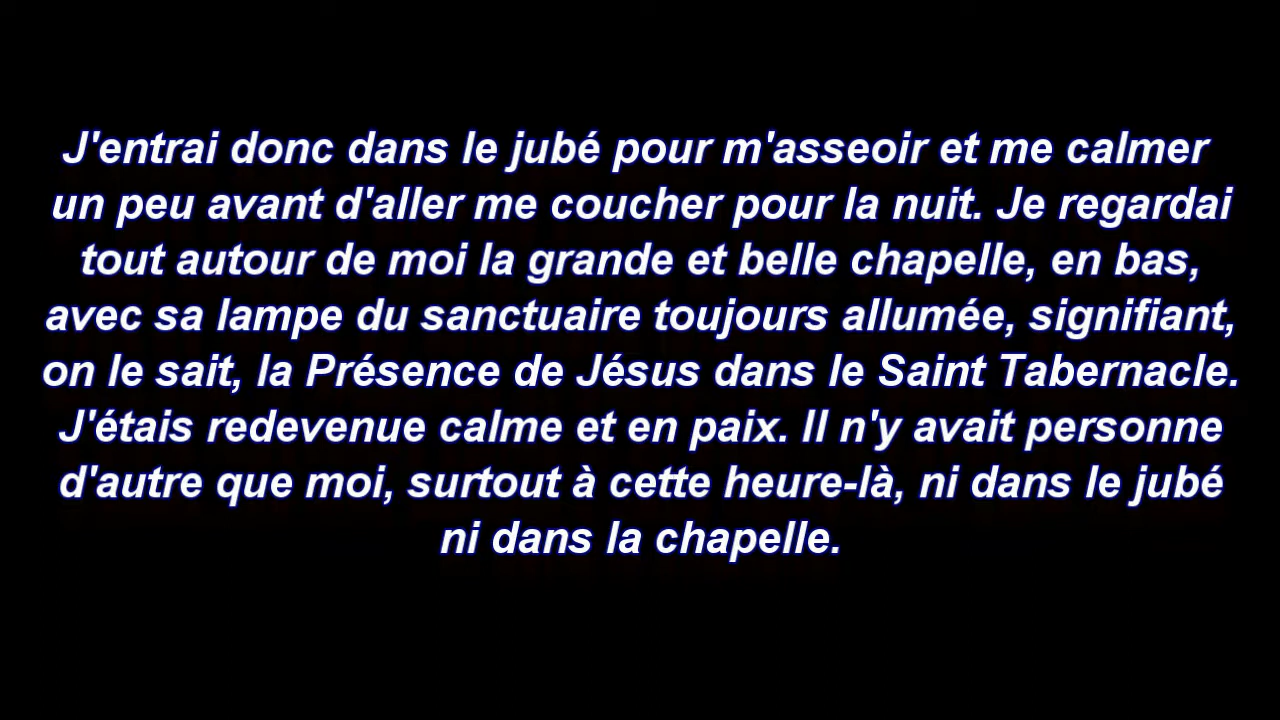 J'entrai donc dans le jubé pour m'asseoir et me calmer
un peu avant d'aller me coucher pour la nuit. Je regardai
tout autour de moi la grande et belle chapelle, en bas,
avec sa lampe du sanctuaire toujours allumée, signifiant,
on le sait, la Présence de Jésus dans le Saint Tabernacle.
J'étais redevenue calme et en paix. Il n'y avait personne
d'autre que moi, surtout à cette heure-là, ni dans le jubé
ni dans la chapelle.